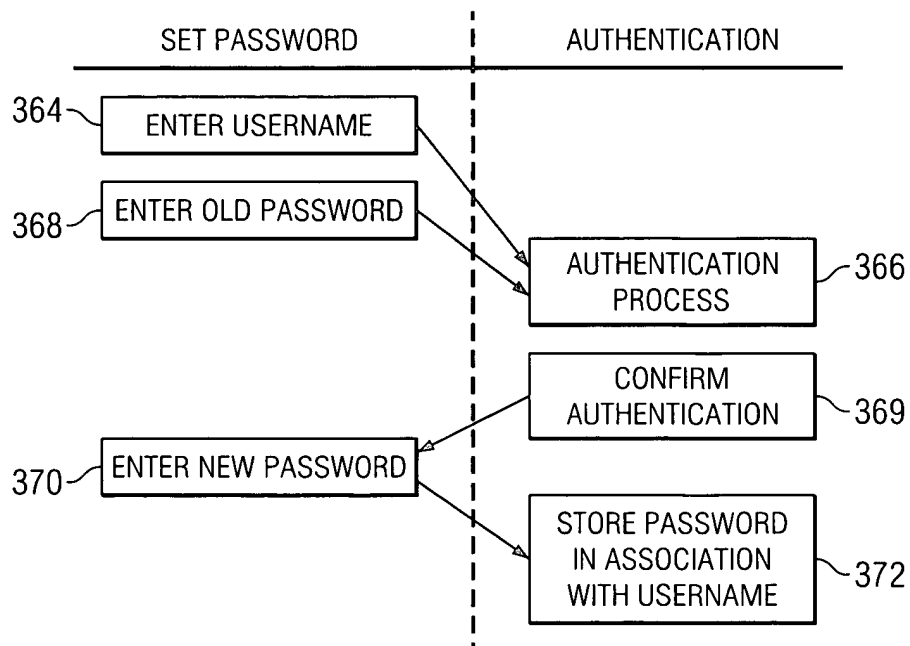 SET PASSWORD
AUTHENTICATION
364
ENTER USERNAME
368
ENTER OLD PASSWORD
AUTHENTICATION
PROCESS
366
CONFIRM
AUTHENTICATION
369
370
ENTER NEW PASSWORD
STORE PASSWORD
IN ASSOCIATION
WITH USERNAME
372